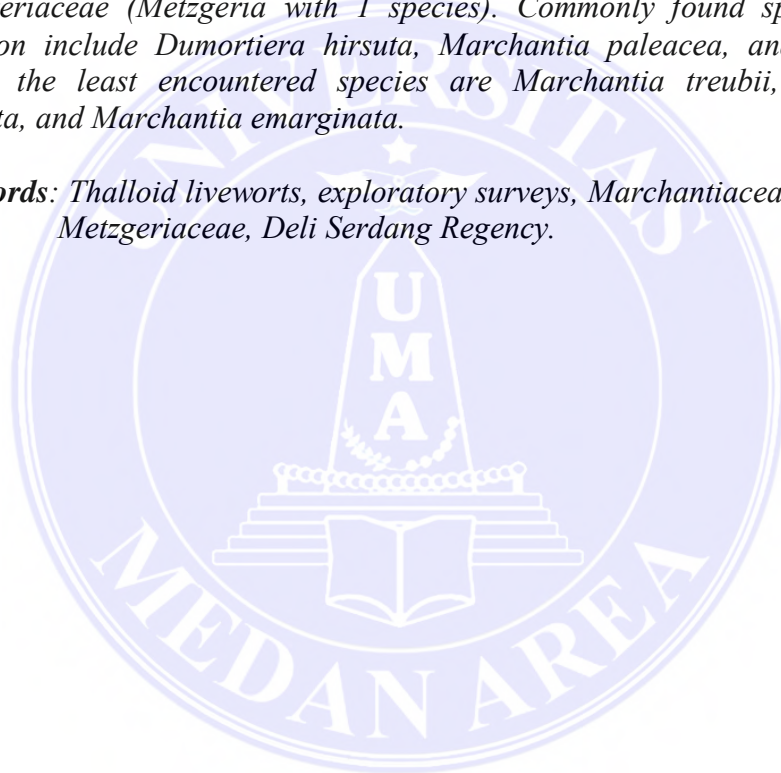 eriaceae (Metzgeria with 1 species). Commonly found sp
on include Dumortiera hirsuta, Marchantia paleacea, and
the least encountered species are Marchantia treubii,
ta, and Marchantia emarginata.
ords: Thalloid liveworts, exploratory surveys, Marchantiacea
Metzgeriaceae, Deli Serdang Regency.
UNIVERSITAS
U
M
A
MEDAN AREA